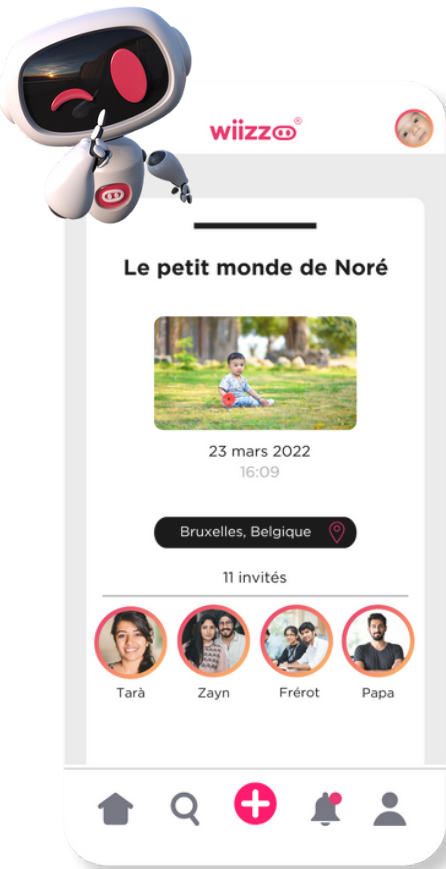 wiizzoo®
Le petit monde de Noré
23 mars 2022
16:09
Bruxelles, Belgique
11 invités
Tarà
Zayn
Frérot
Papa